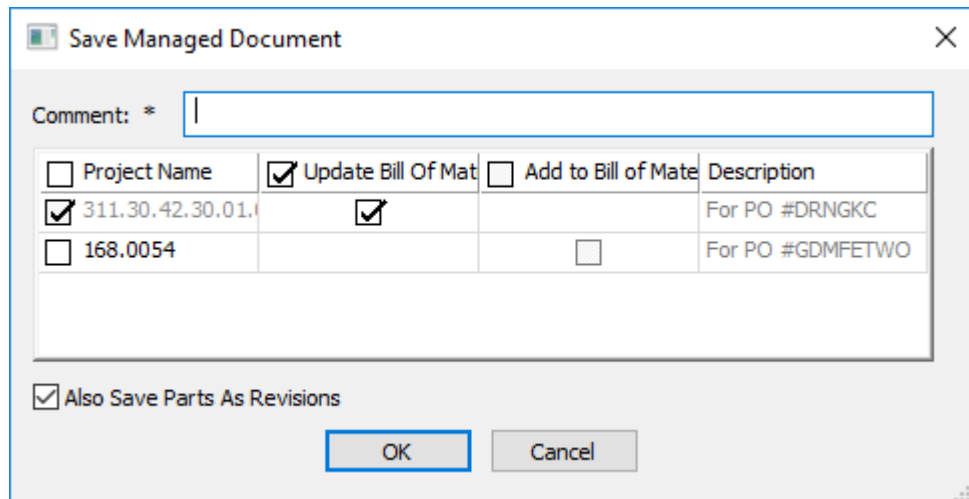 Save Managed Document
Comment: *
Project Name Update Bill Of Mat Add to Bill of Mate Description
311.30.42.30.01. For PO #DRNGKC
168.0054 For PO #GDMFETWO
Also Save Parts As Revisions
OK Cancel